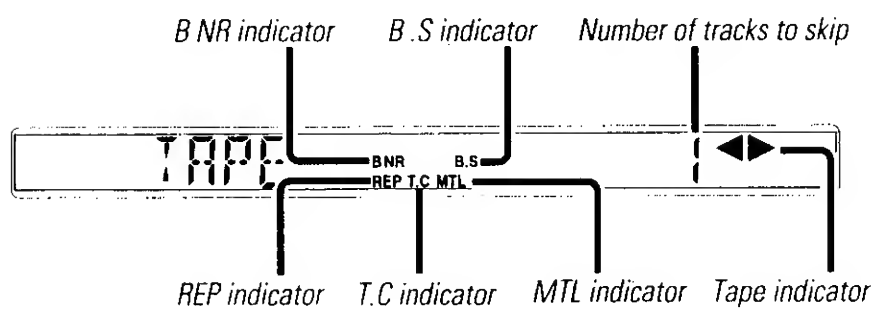 B NR indicator B .S indicator Number of tracks to skip
TAPE BNR B.S 1
REP T.C MTL
REP indicator T.C indicator MTL indicator Tape indicator